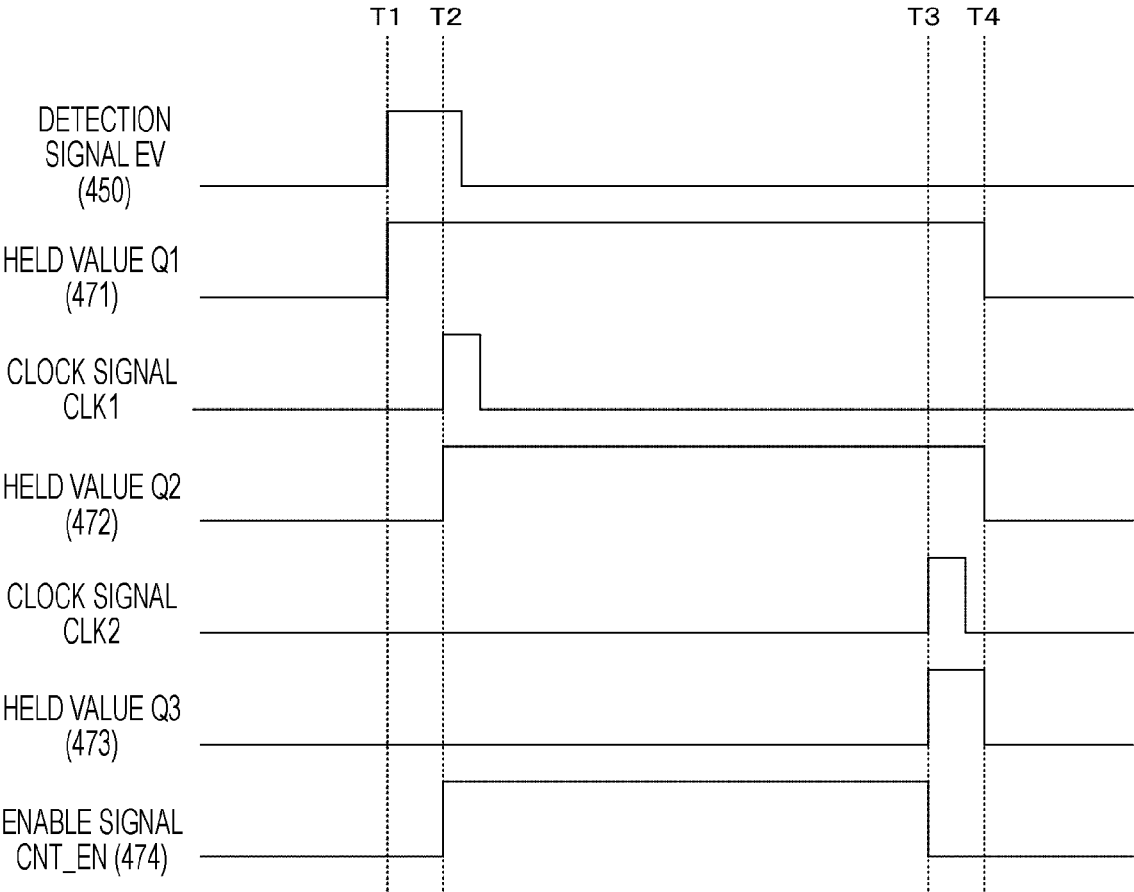 T1 T2 T3 T4
DETECTION
SIGNAL EV
(450)
HELD VALUE Q1
(471)
CLOCK SIGNAL
CLK1
HELD VALUE Q2
(472)
CLOCK SIGNAL
CLK2
HELD VALUE Q3
(473)
ENABLE SIGNAL
CNT_EN (474)